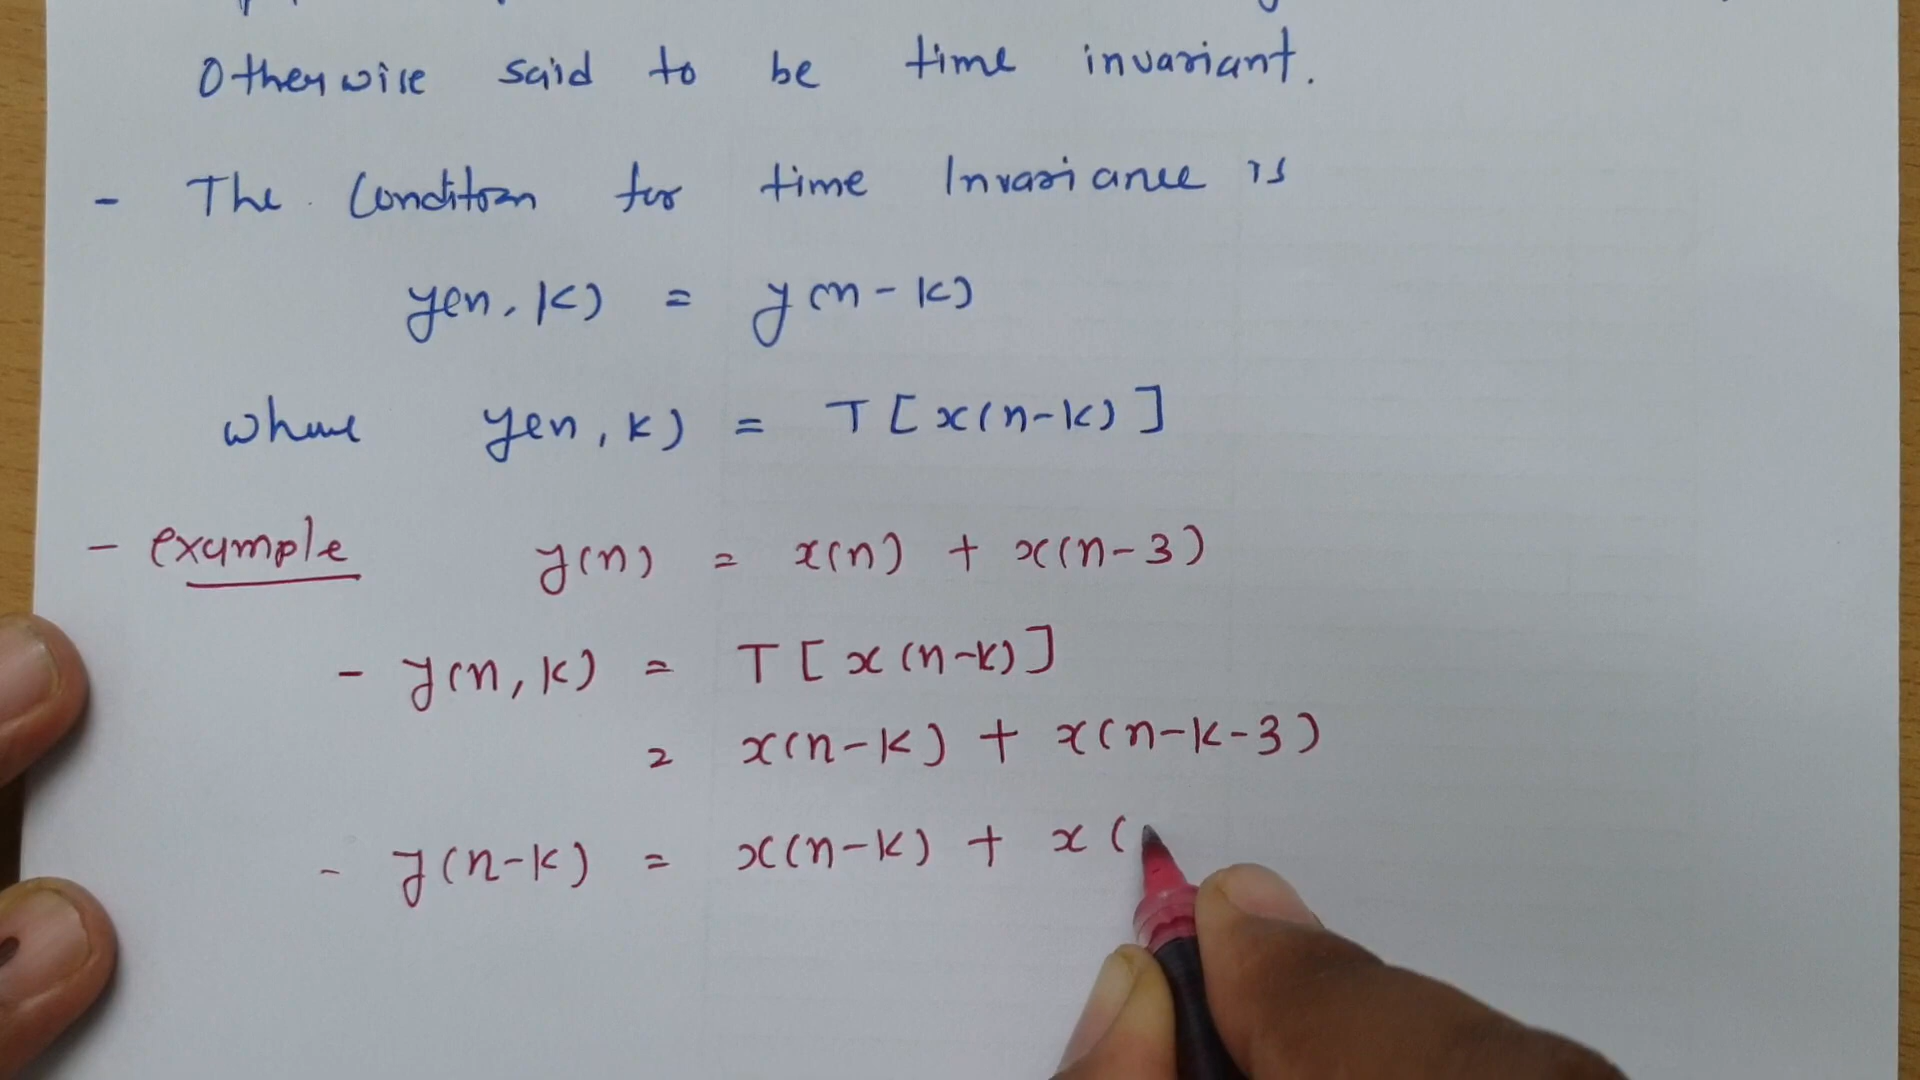 Otherwise said to be time invariant.
- The Condition for time Invariance is
y(n, k) = y(n-k)
where y(n, k) = T[x(n-k)]
- example y(n) = x(n) + x(n-3)
- y(n, k) = T[x(n-k)]
= x(n-k) + x(n-k-3)
- y(n-k) = x(n-k) + x(